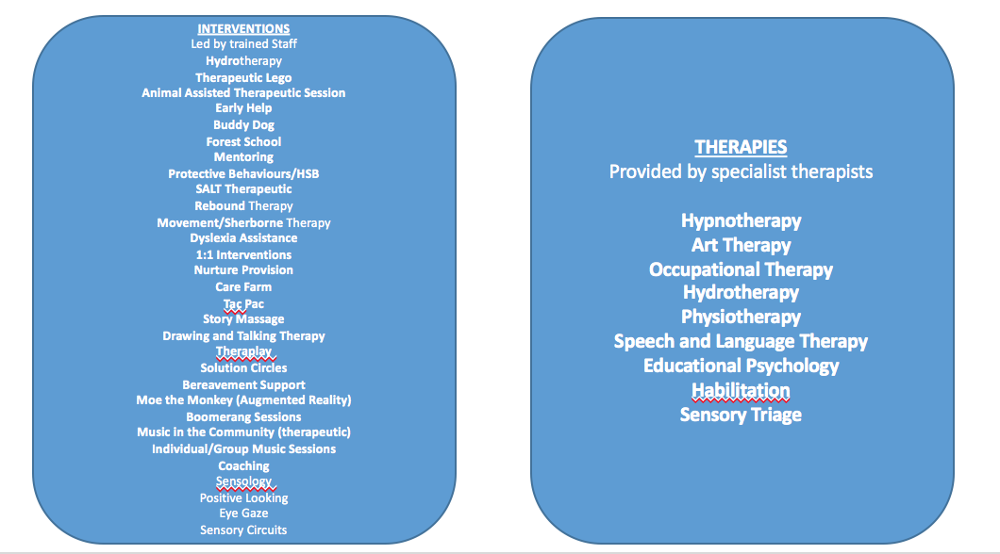 INTERVENTIONS
Led by trained Staff
Hydrotherapy
Therapeutic Lego
Animal Assisted Therapeutic Session
Early Help
Buddy Dog
Forest School
Mentoring
Protective Behaviours/HSB
SALT Therapeutic
Rebound Therapy
Movement/Sherborne Therapy
Dyslexia Assistance
1:1 Interventions
Nurture Provision
Care Farm
Tac Pac
Story Massage
Drawing and Talking Therapy
Theraplay
Solution Circles
Bereavement Support
Moe the Monkey (Augmented Reality)
Boomerang Sessions
Music in the Community (therapeutic)
Individual/Group Music Sessions
Coaching
Sensology
Positive Looking
Eye Gaze
Sensory Circuits
THERAPIES
Provided by specialist therapists
Hypnotherapy
Art Therapy
Occupational Therapy
Hydrotherapy
Physiotherapy
Speech and Language Therapy
Educational Psychology
Habilitation
Sensory Triage